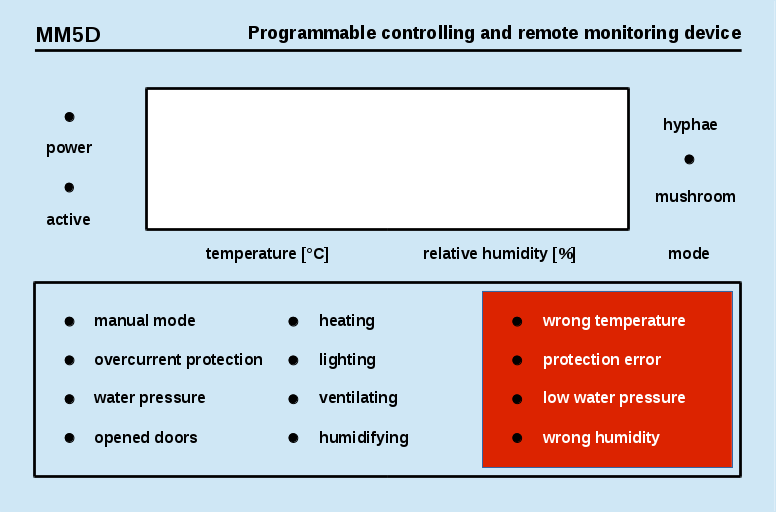 MM5D
Programmable controlling and remote monitoring device
power
active
hyphae
mushroom
temperature [°C]
relative humidity [%]
mode
manual mode
overcurrent protection
water pressure
opened doors
heating
lighting
ventilating
humidifying
wrong temperature
protection error
low water pressure
wrong humidity